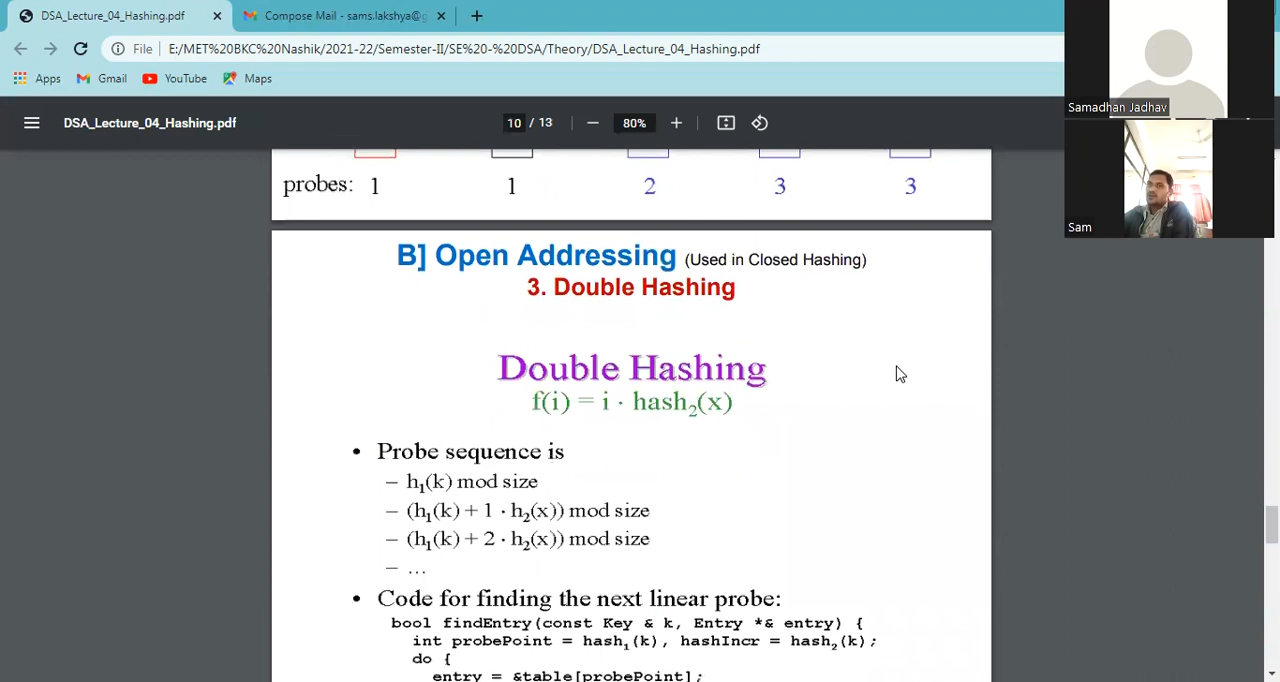 DSA_Lecture_04_Hashing.pdf
Compose Mail - sams.lakshya@g
File
E:/MET%20BKC%20Nashik/2021-22/Semester-II/SE%20-%20DSA/Theory/DSA_Lecture_04_Hashing.pdf
Apps
Gmail
YouTube
Maps
Samadhan Jadhav
DSA_Lecture_04_Hashing.pdf
10 / 13
80%
probes: 1 1 2 3 3
Sam
B] Open Addressing (Used in Closed Hashing)
3. Double Hashing
Double Hashing
f(i) = i · hash₂(x)
• Probe sequence is
– h₁(k) mod size
– (h₁(k) + 1 · h₂(x)) mod size
– (h₁(k) + 2 · h₂(x)) mod size
– …
• Code for finding the next linear probe:
bool findEntry(const Key & k, Entry *& entry) {
int probePoint = hash₁(k), hashIncr = hash₂(k);
do {
entry = &table[probePoint];